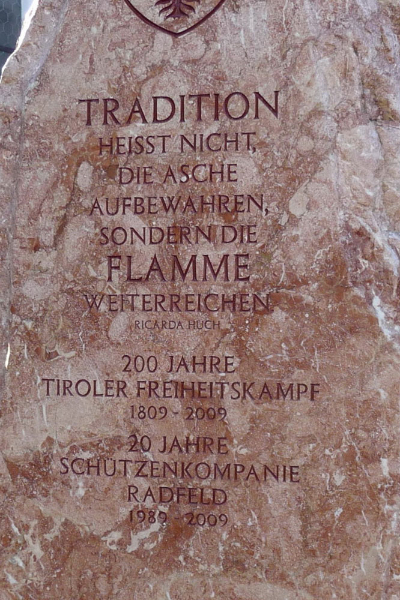 TRADITION
HEISST NICHT,
DIE ASCHE
AUFBEWAHREN,
SONDERN DIE
FLAMME
WEITERREICHEN
RICARDA HUCH
200 JAHRE
TIROLER FREIHEITSKAMPF
1809 - 2009
20 JAHRE
SCHÜTZENKOMPANIE
RADFELD
1989 - 2009